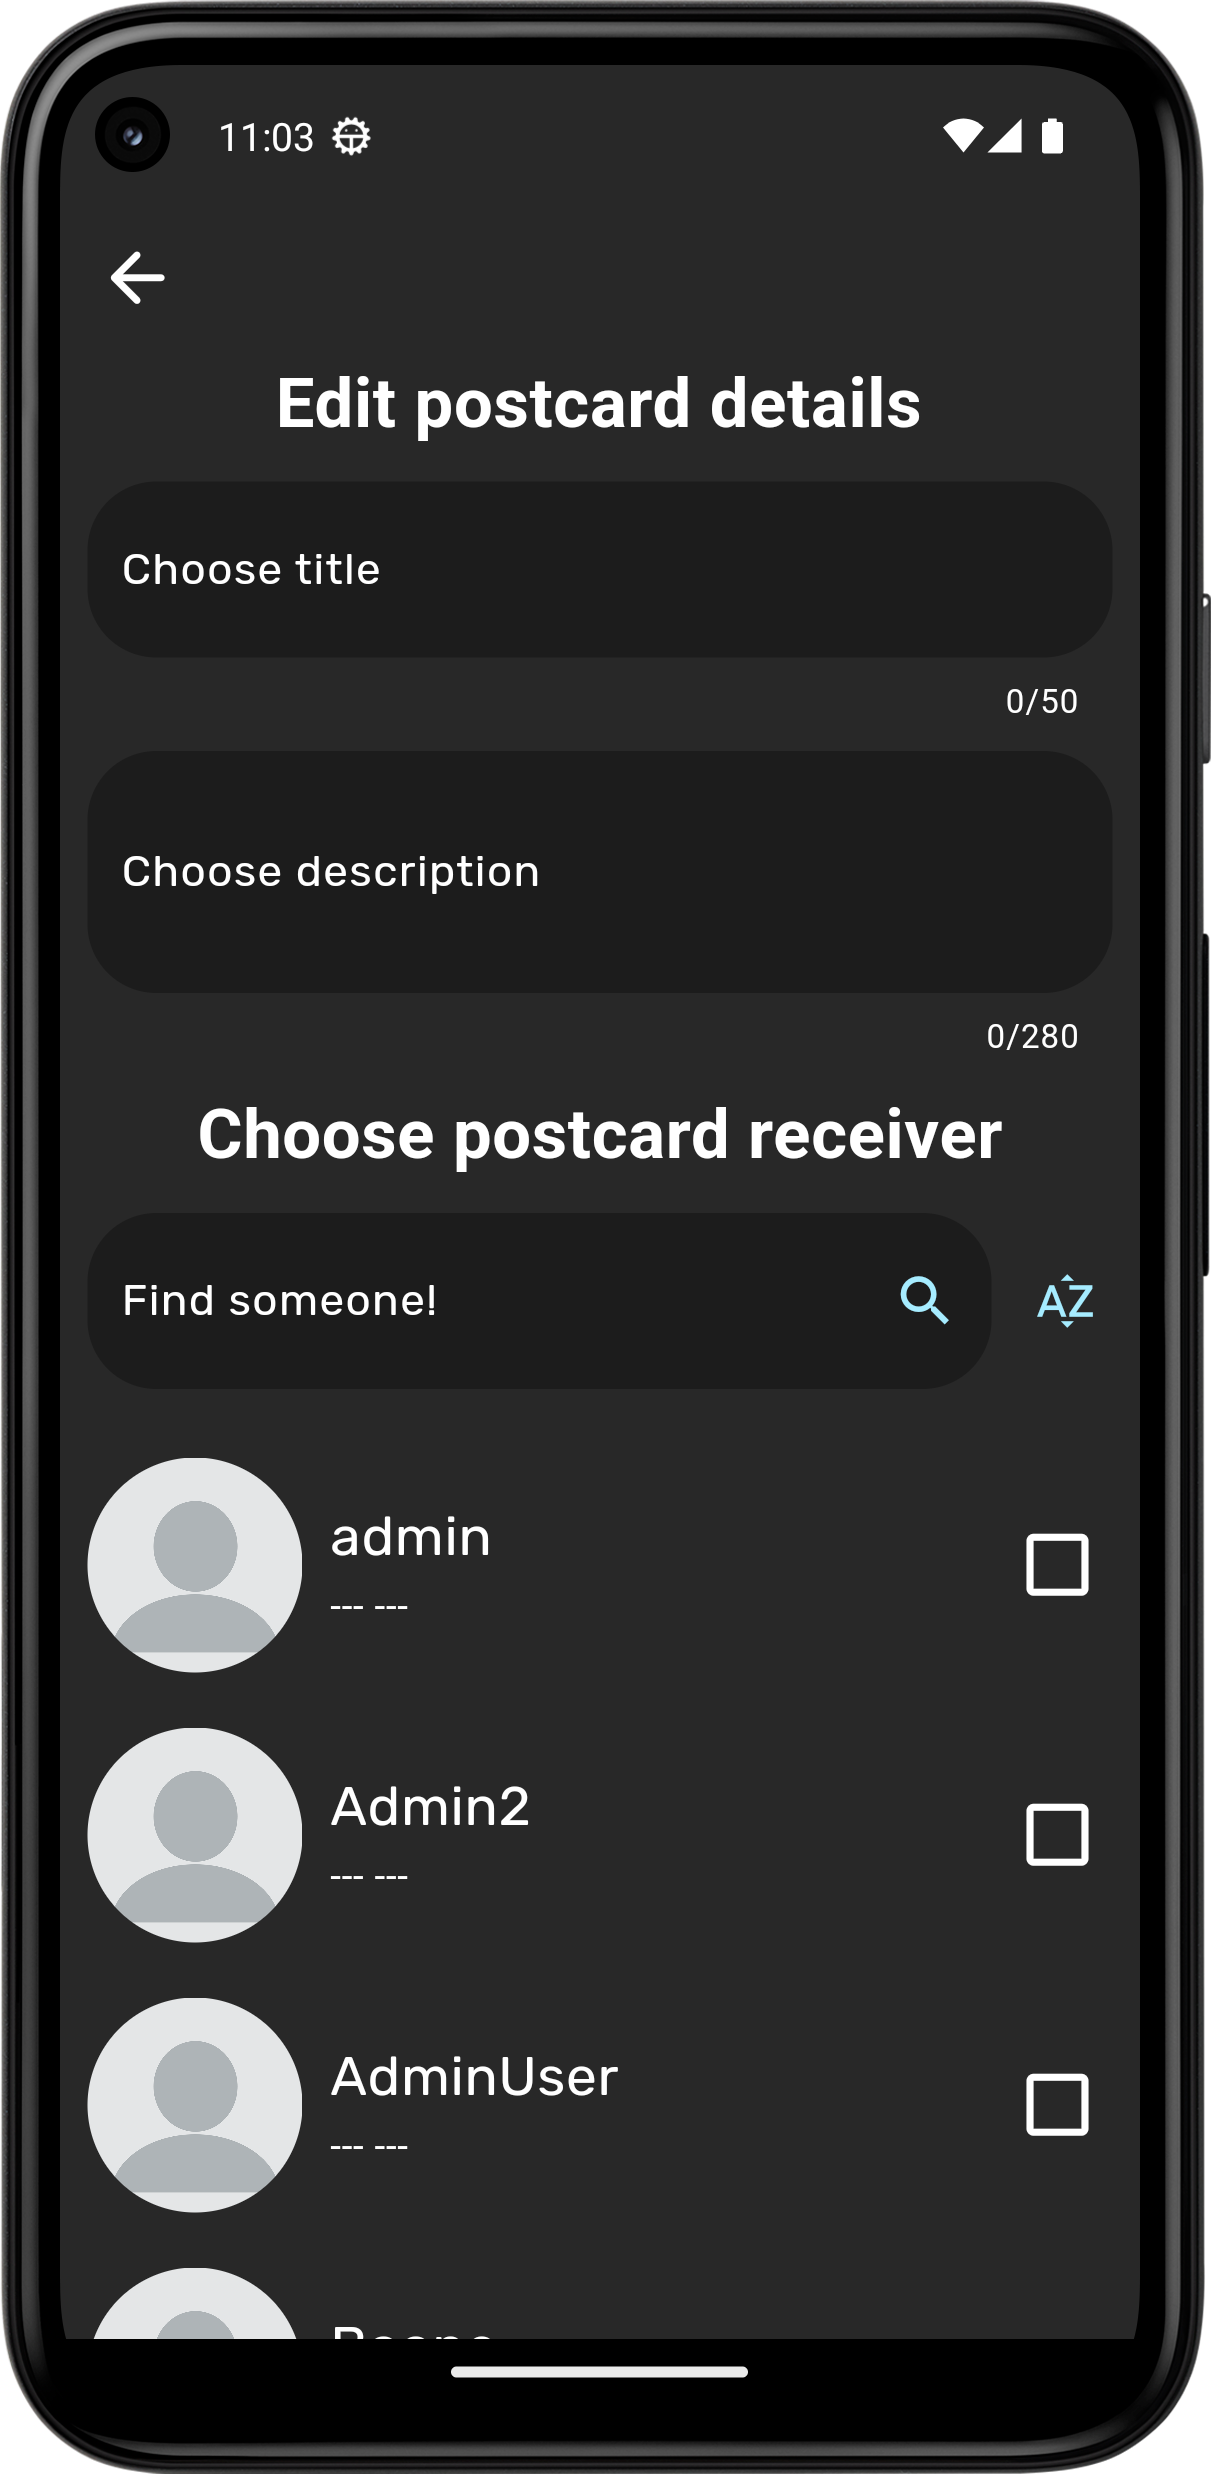 11:03
Edit postcard details
Choose title
0/50
Choose description
0/280
Choose postcard receiver
Find someone!
AZ
admin
--- ---
Admin2
--- ---
AdminUser
--- ---